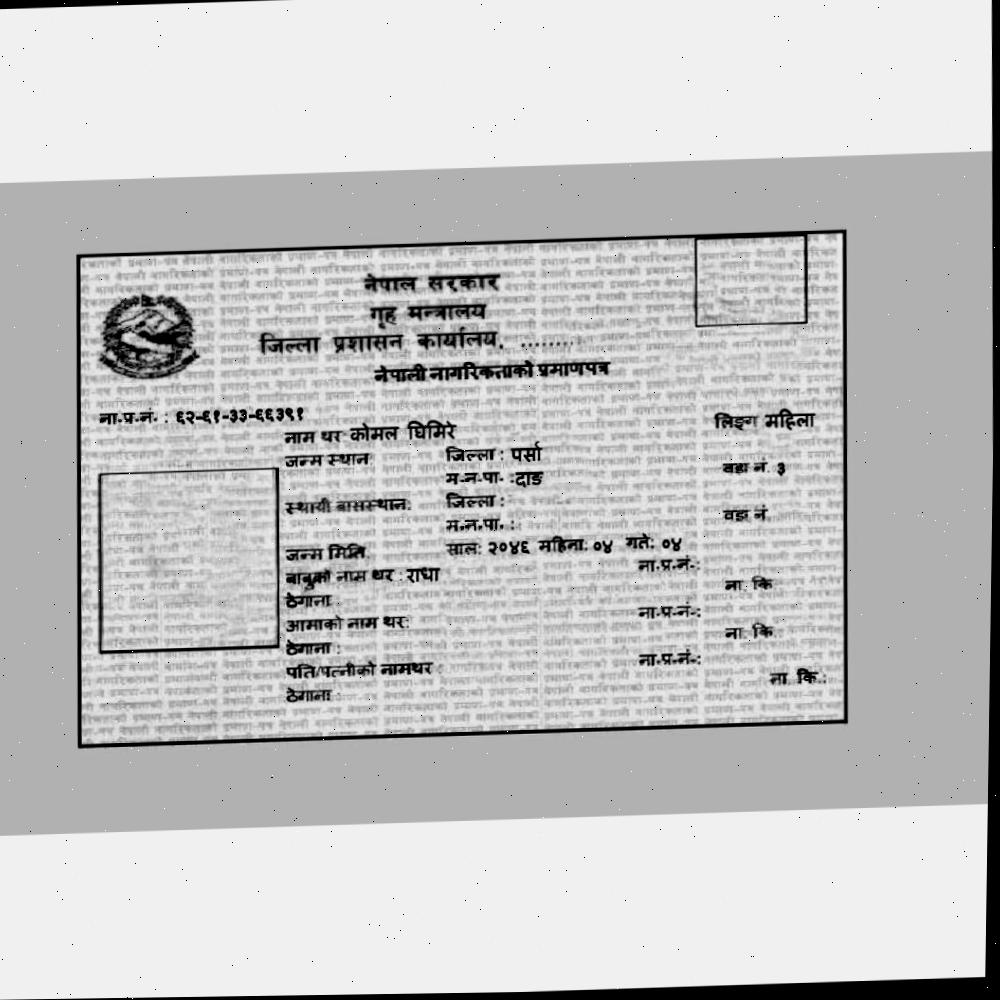 नेपाल सरकार
गृह मन्त्रालय
जिल्ला प्रशासन कार्यालय, ........
नेपाली नागरिकताको प्रमाणपत्र
ना.प्र.नं. : ६२-६१-३३-६६३९१
लिङ्ग महिला
नाम थर कोमल घिमिरे
जन्म स्थान: जिल्ला : पर्सा
म.न.पा. :दाङ वडा नं. ३
स्थायी बासस्थान: जिल्ला :
म.न.पा. : वडा नं.
जन्म मिति: साल: २०४६ महिना: ०४ गते: ०४
बाबुको नाम थर : राधा ना.प्र.नं.:
ठेगाना : ना. कि.
आमाको नाम थर: ना.प्र.नं.:
ठेगाना : ना. कि.
पति/पत्नीको नामथर : ना.प्र.नं.:
ठेगाना : ना. कि.: